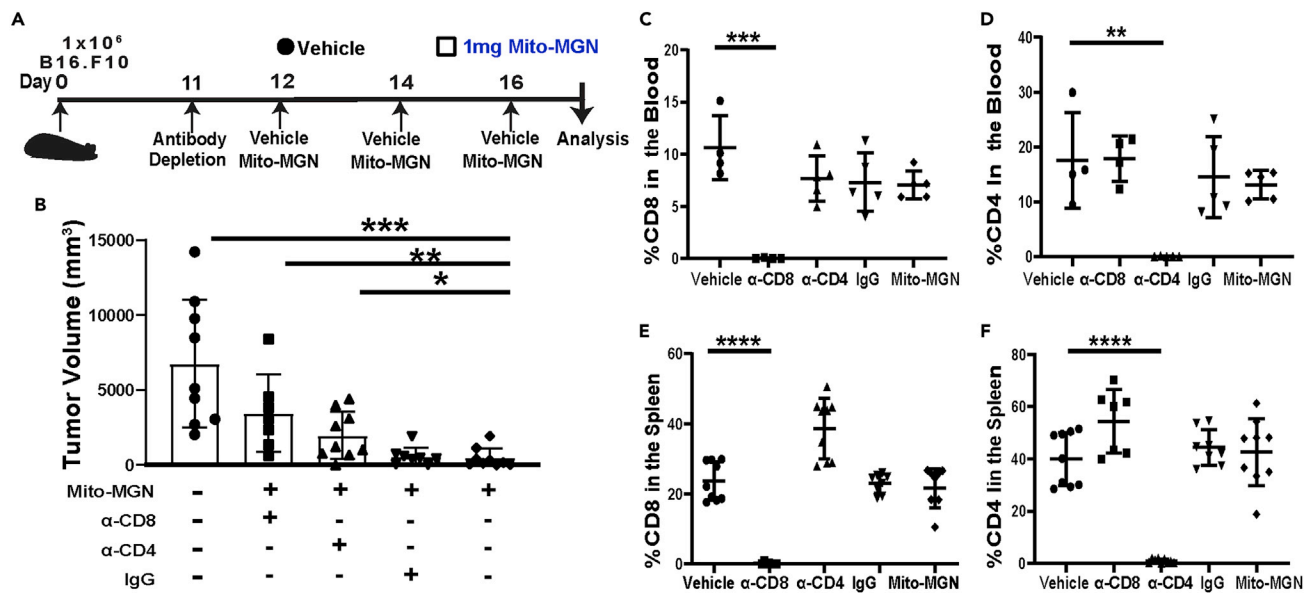 A
1x10⁶
B16.F10
● Vehicle
□ 1mg Mito-MGN
Day 0 11 12 14 16
Antibody Depletion
Vehicle Mito-MGN
Vehicle Mito-MGN
Vehicle Mito-MGN
Analysis
B
Tumor Volume (mm³)
15000
10000
5000
0
***
**
*
Mito-MGN - + + + +
α-CD8 - + - - -
α-CD4 - - + - -
IgG - - - + -
C
%CD8 in the Blood
20
15
10
5
0
***
Vehicle α-CD8 α-CD4 IgG Mito-MGN
D
%CD4 In the Blood
40
30
20
10
0
**
Vehicle α-CD8 α-CD4 IgG Mito-MGN
E
%CD8 in the Spleen
60
40
20
0
****
Vehicle α-CD8 α-CD4 IgG Mito-MGN
F
%CD4 Iin the Spleen
80
60
40
20
0
****
Vehicle α-CD8 α-CD4 IgG Mito-MGN